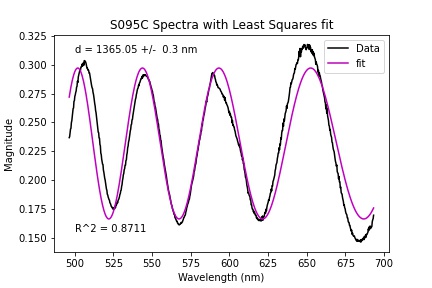 S095C Spectra with Least Squares fit
0.325
0.300
0.275
0.250
0.225
0.200
0.175
0.150
Magnitude
d = 1365.05 +/-  0.3 nm
Data
fit
R^2 = 0.8711
500 525 550 575 600 625 650 675 700
Wavelength (nm)